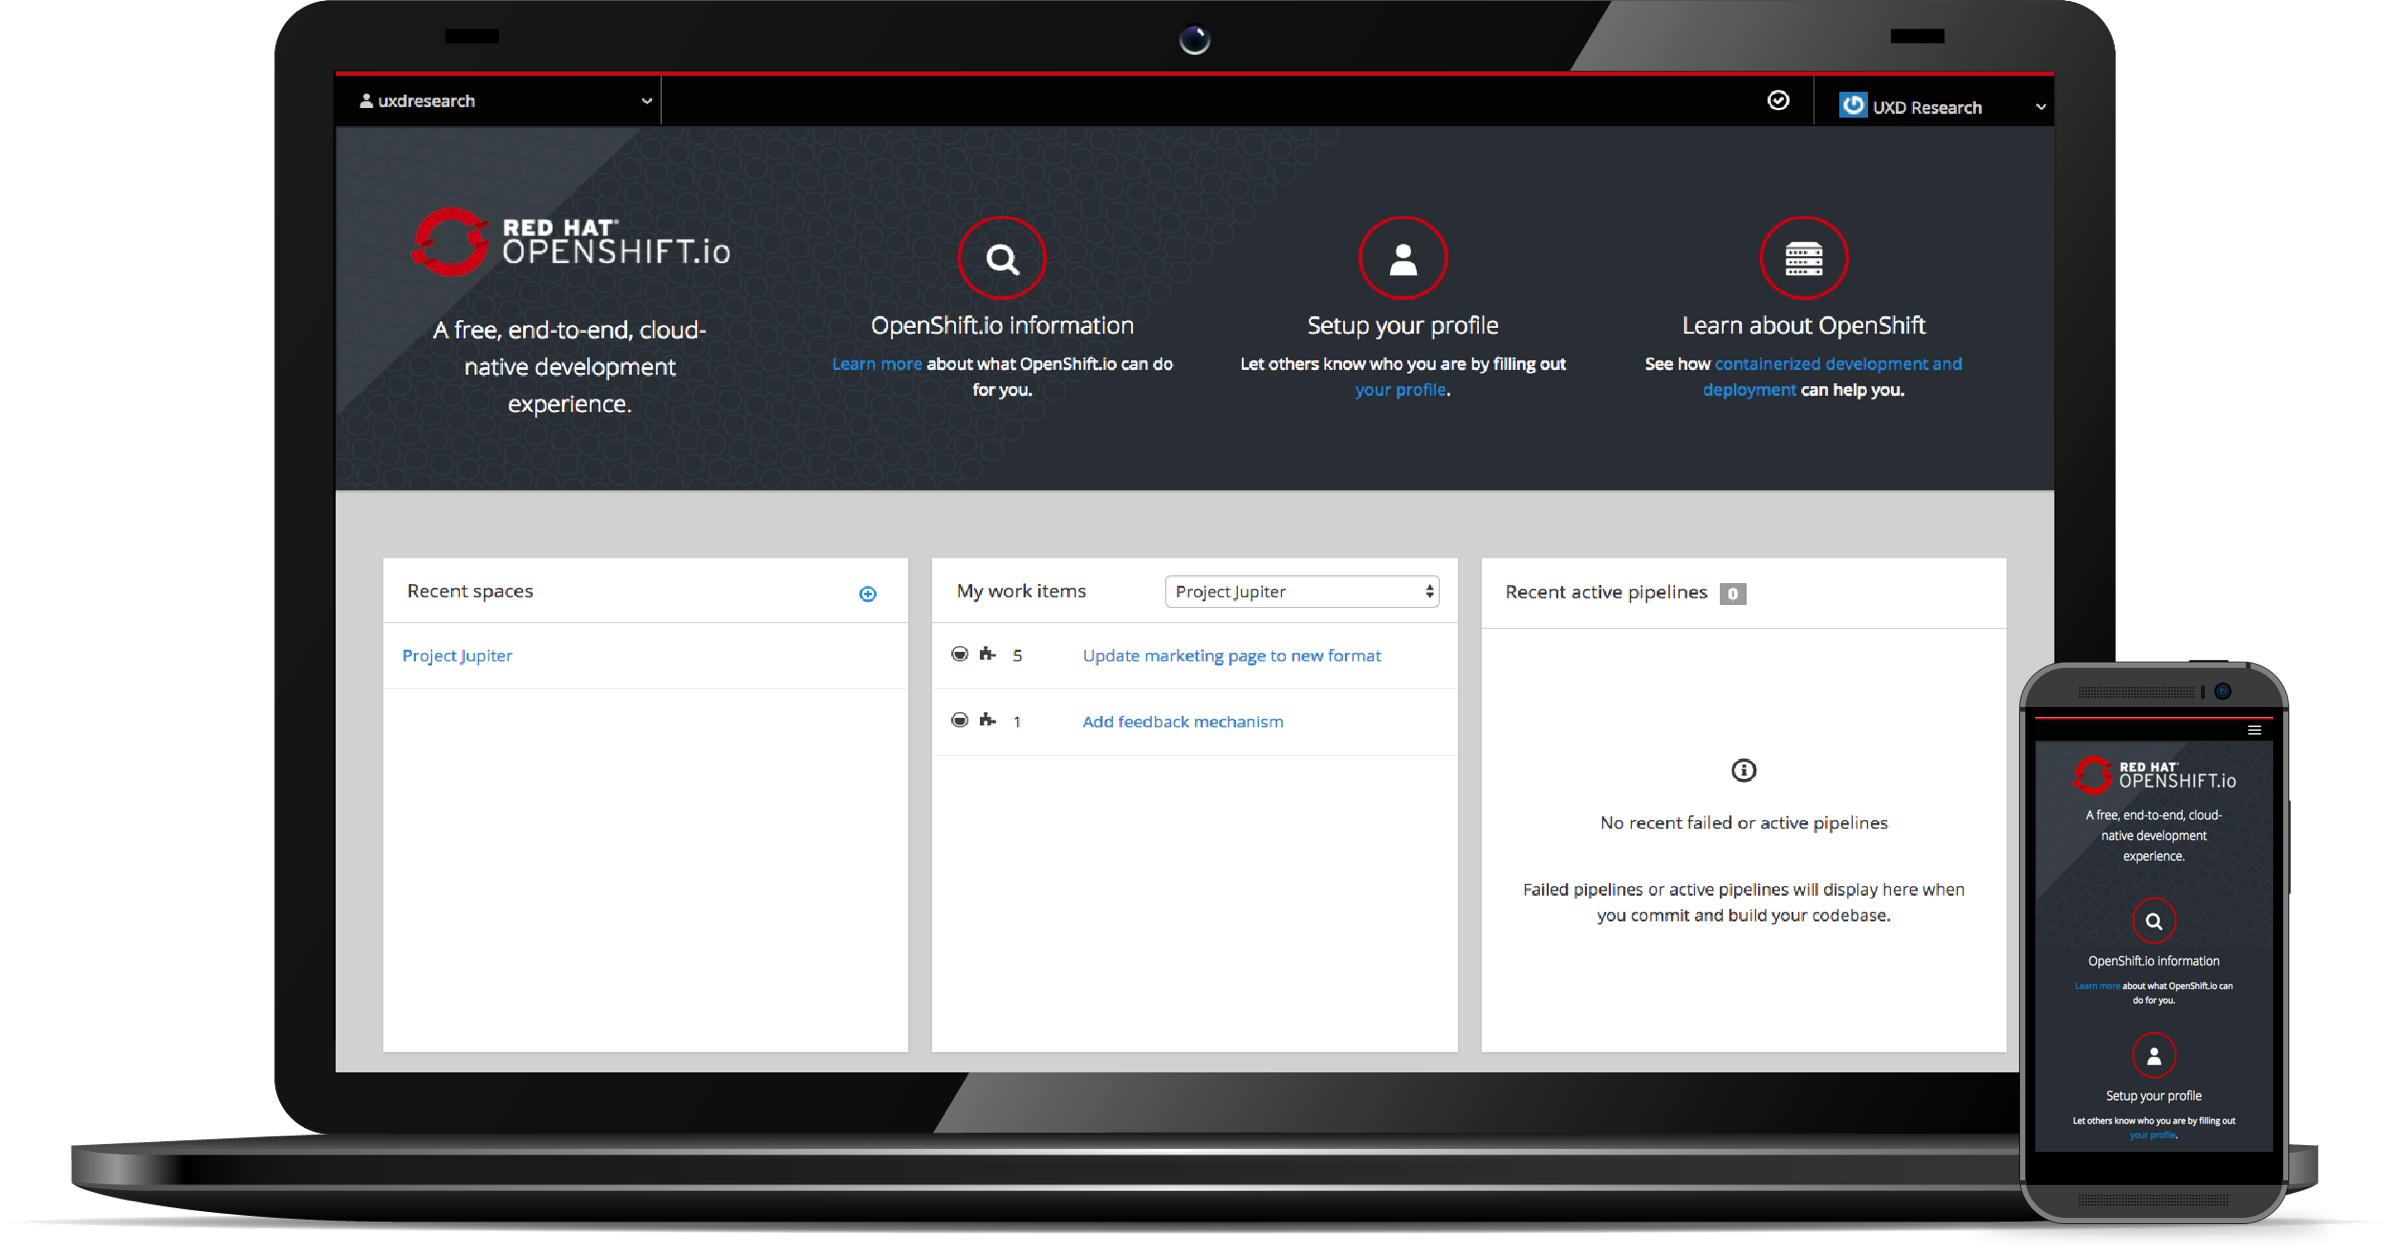 uxdresearch
UXD Research
RED HAT®
OPENSHIFT.io
A free, end-to-end, cloud-
native development
experience.
OpenShift.io information
Learn more about what OpenShift.io can do
for you.
Setup your profile
Let others know who you are by filling out
your profile.
Learn about OpenShift
See how containerized development and
deployment can help you.
Recent spaces
Project Jupiter
My work items
Project Jupiter
5 Update marketing page to new format
1 Add feedback mechanism
Recent active pipelines 0
No recent failed or active pipelines
Failed pipelines or active pipelines will display here when
you commit and build your codebase.
RED HAT®
OPENSHIFT.io
A free, end-to-end, cloud-
native development
experience.
OpenShift.io information
Learn more about what OpenShift.io can
do for you.
Setup your profile
Let others know who you are by filling out
your profile.